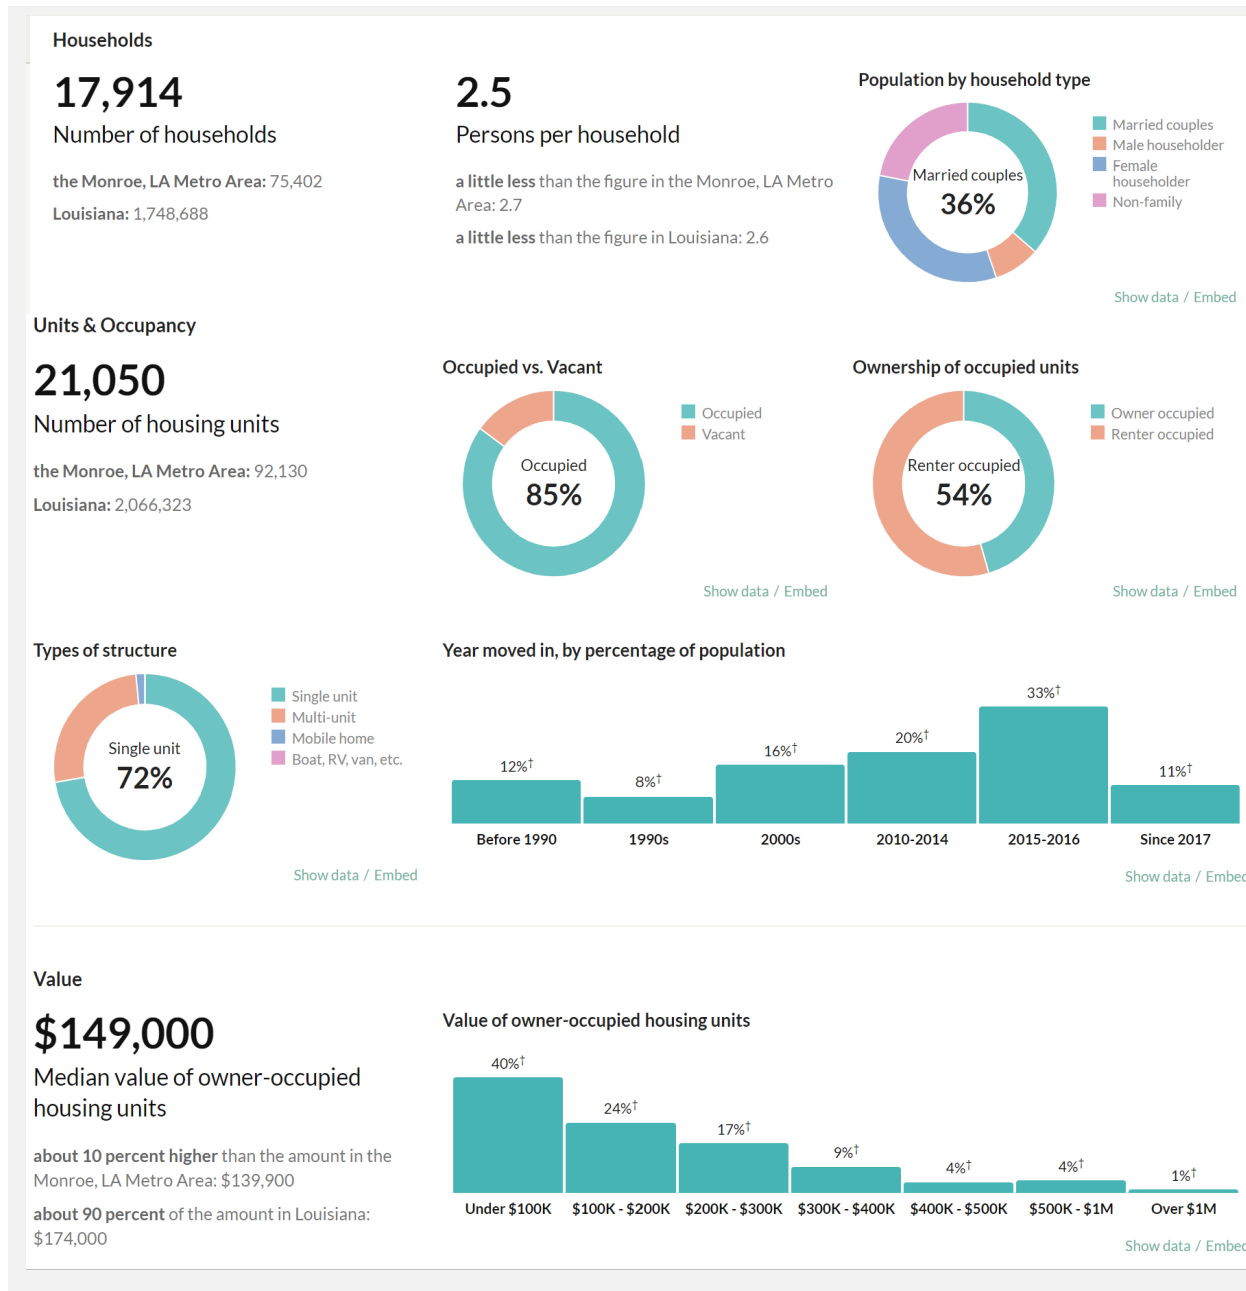 Households
17,914
Number of households
the Monroe, LA Metro Area: 75,402
Louisiana: 1,748,688
2.5
Persons per household
a little less than the figure in the Monroe, LA Metro
Area: 2.7
a little less than the figure in Louisiana: 2.6
Population by household type
Married couples
36%
Married couples
Male householder
Female
householder
Non-family
Show data / Embed
Units & Occupancy
21,050
Number of housing units
the Monroe, LA Metro Area: 92,130
Louisiana: 2,066,323
Occupied vs. Vacant
Occupied
85%
Occupied
Vacant
Show data / Embed
Ownership of occupied units
Renter occupied
54%
Owner occupied
Renter occupied
Show data / Embed
Types of structure
Single unit
72%
Single unit
Multi-unit
Mobile home
Boat, RV, van, etc.
Show data / Embed
Year moved in, by percentage of population
12%† 8%† 16%† 20%† 33%† 11%†
Before 1990 1990s 2000s 2010-2014 2015-2016 Since 2017
Show data / Embed
Value
$149,000
Median value of owner-occupied
housing units
about 10 percent higher than the amount in the
Monroe, LA Metro Area: $139,900
about 90 percent of the amount in Louisiana:
$174,000
Value of owner-occupied housing units
40%† 24%† 17%† 9%† 4%† 4%† 1%†
Under $100K $100K - $200K $200K - $300K $300K - $400K $400K - $500K $500K - $1M Over $1M
Show data / Embed